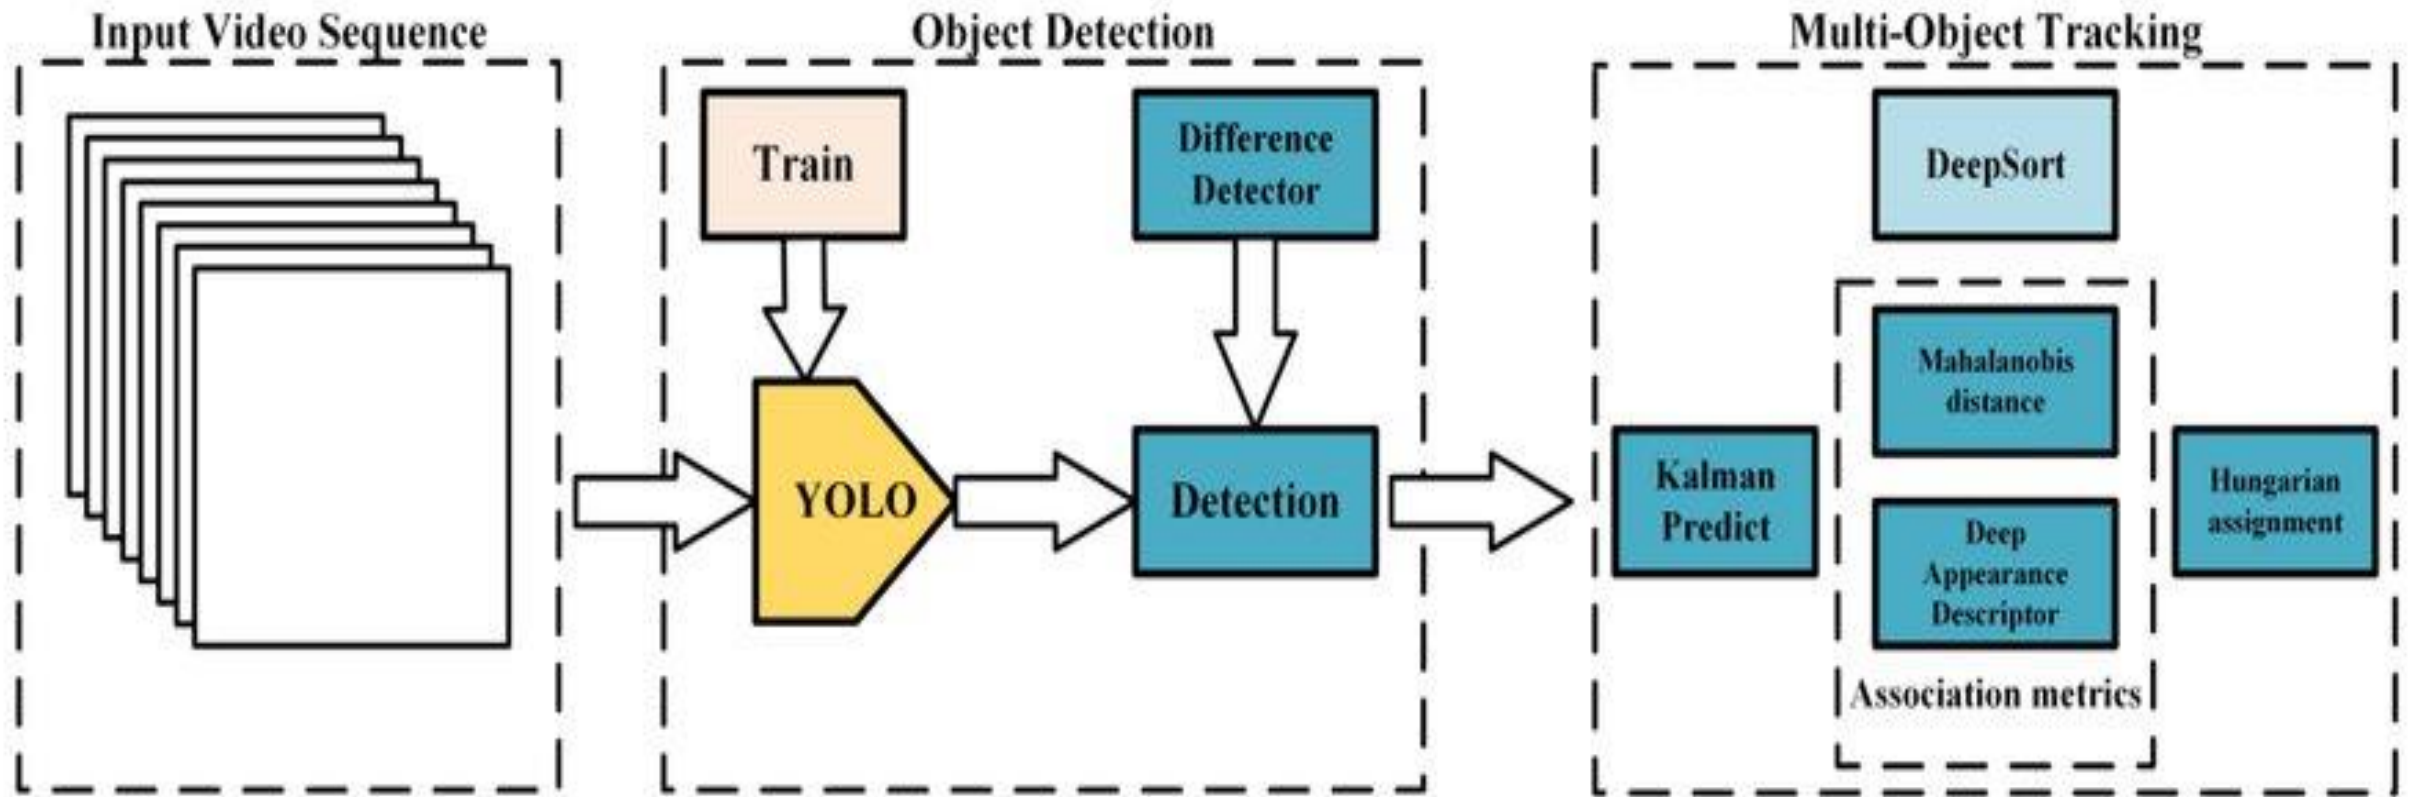 Input Video Sequence
Object Detection
Multi-Object Tracking
Train
Difference
Detector
DeepSort
YOLO
Detection
Kalman
Predict
Mahalanobis
distance
Deep
Appearance
Descriptor
Association metrics
Hungarian
assignment